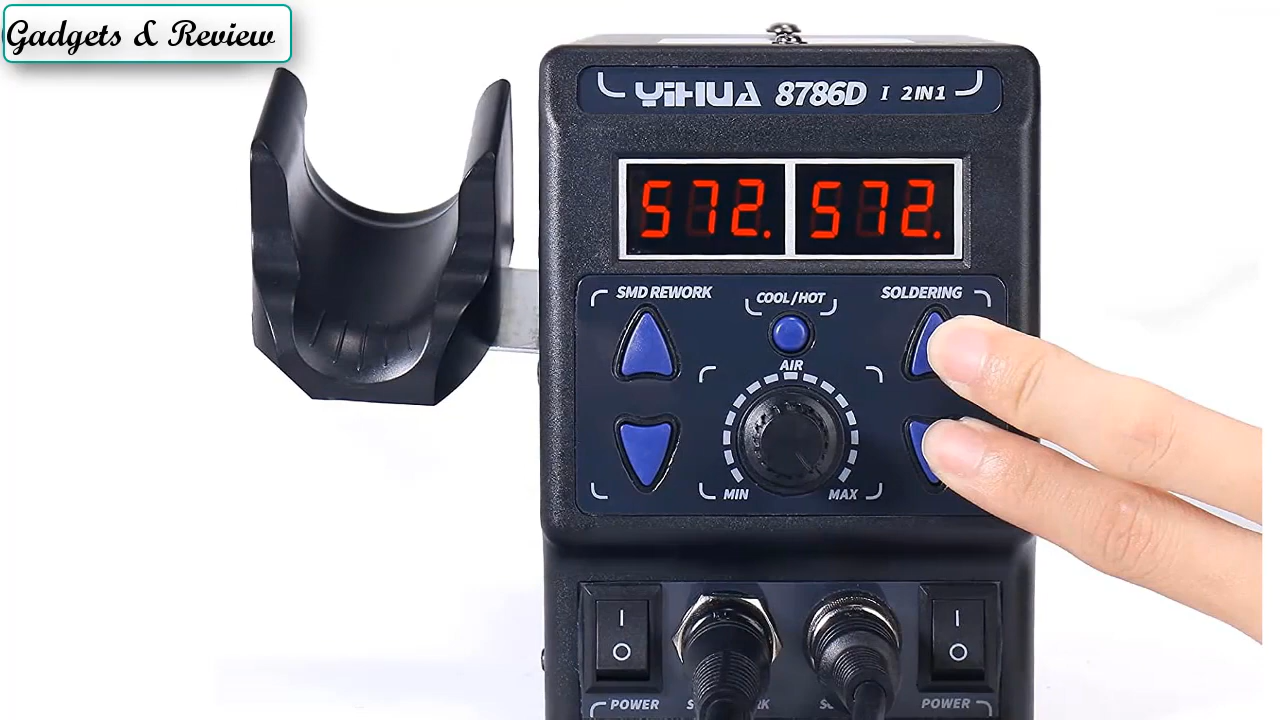 Gadgets & Review
YIHUA 8786D I 2IN1
572. 572.
SMD REWORK
COOL/HOT
SOLDERING
AIR
MIN
MAX
I
O
I
O
POWER
POWER